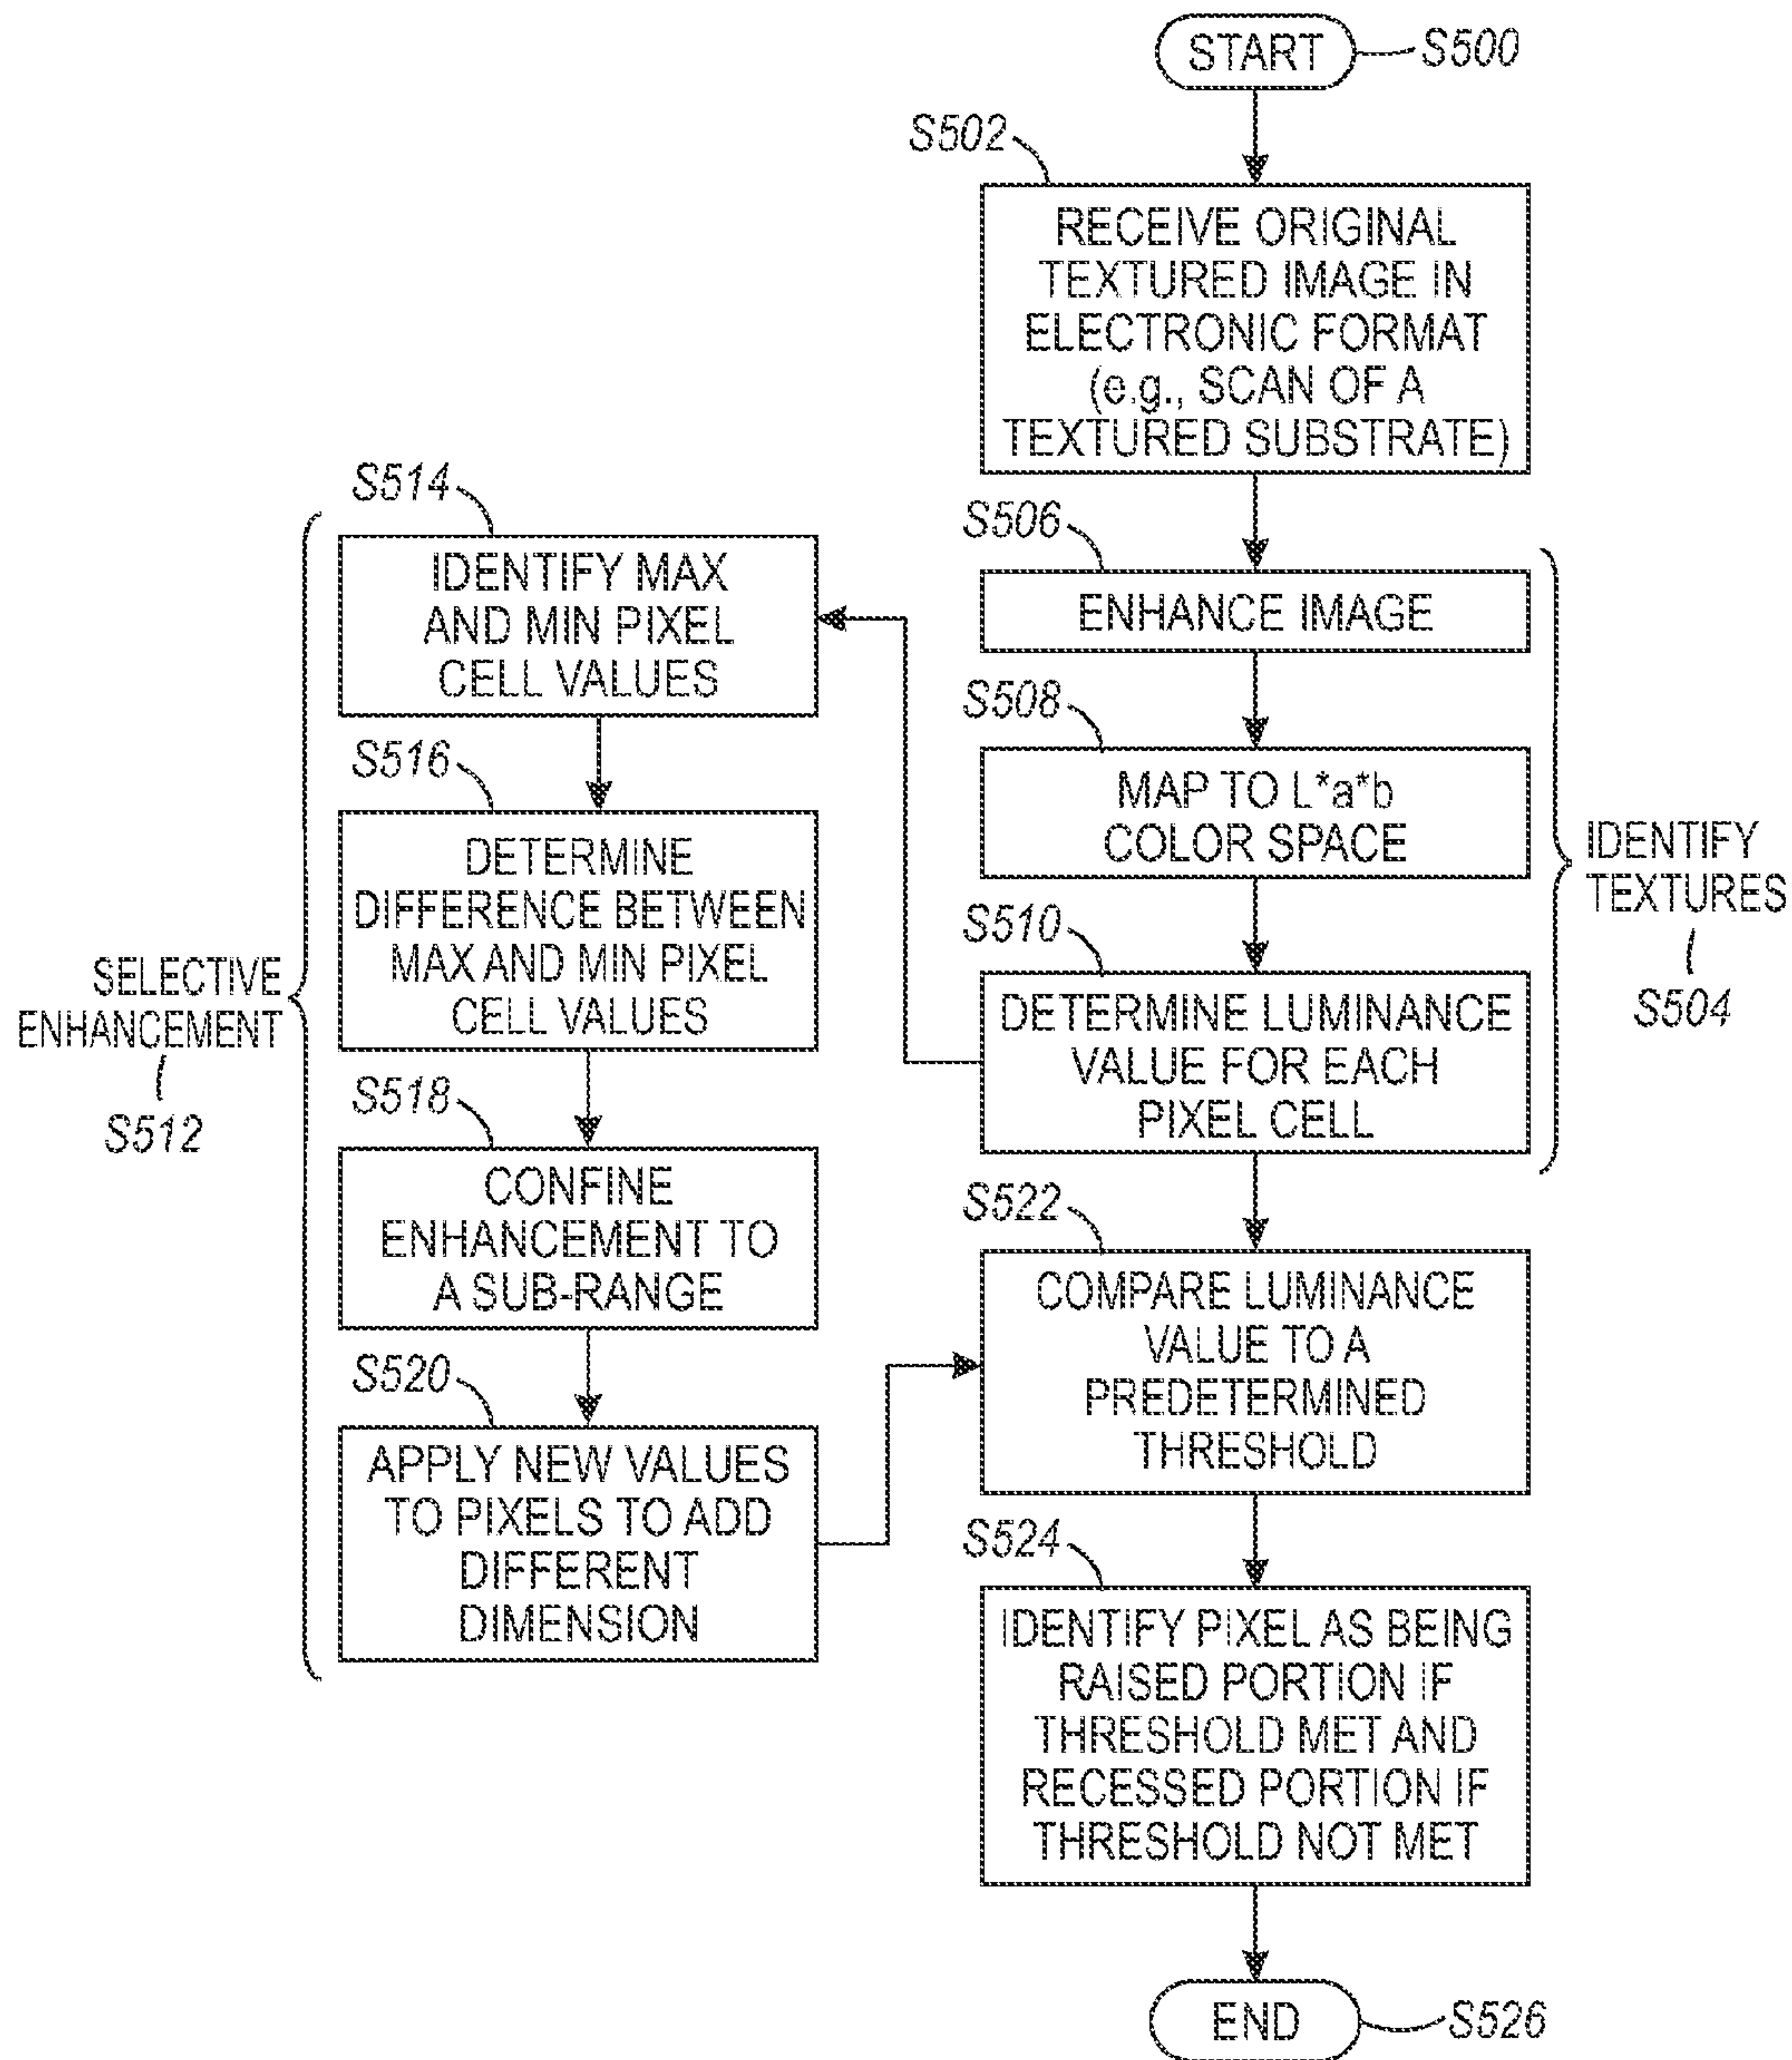 START
S500
S502
RECEIVE ORIGINAL
TEXTURED IMAGE IN
ELECTRONIC FORMAT
(e.g., SCAN OF A
TEXTURED SUBSTRATE)
S506
ENHANCE IMAGE
S508
MAP TO L*a*b
COLOR SPACE
S510
DETERMINE LUMINANCE
VALUE FOR EACH
PIXEL CELL
IDENTIFY
TEXTURES
S504
S514
IDENTIFY MAX
AND MIN PIXEL
CELL VALUES
S516
DETERMINE
DIFFERENCE BETWEEN
MAX AND MIN PIXEL
CELL VALUES
SELECTIVE
ENHANCEMENT
S512
S518
CONFINE
ENHANCEMENT TO
A SUB-RANGE
S520
APPLY NEW VALUES
TO PIXELS TO ADD
DIFFERENT
DIMENSION
S522
COMPARE LUMINANCE
VALUE TO A
PREDETERMINED
THRESHOLD
S524
IDENTIFY PIXEL AS BEING
RAISED PORTION IF
THRESHOLD MET AND
RECESSED PORTION IF
THRESHOLD NOT MET
END
S526